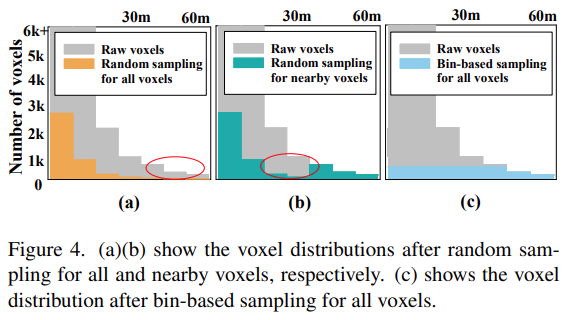 30m 60m
30m 60m
30m 60m
Number of voxels
6k+
5k
4k
3k
2k
1k
0
Raw voxels
Random sampling
for all voxels
Raw voxels
Random sampling
for nearby voxels
Raw voxels
Bin-based sampling
for all voxels
(a)
(b)
(c)
Figure 4. (a)(b) show the voxel distributions after random sam-
pling for all and nearby voxels, respectively. (c) shows the voxel
distribution after bin-based sampling for all voxels.